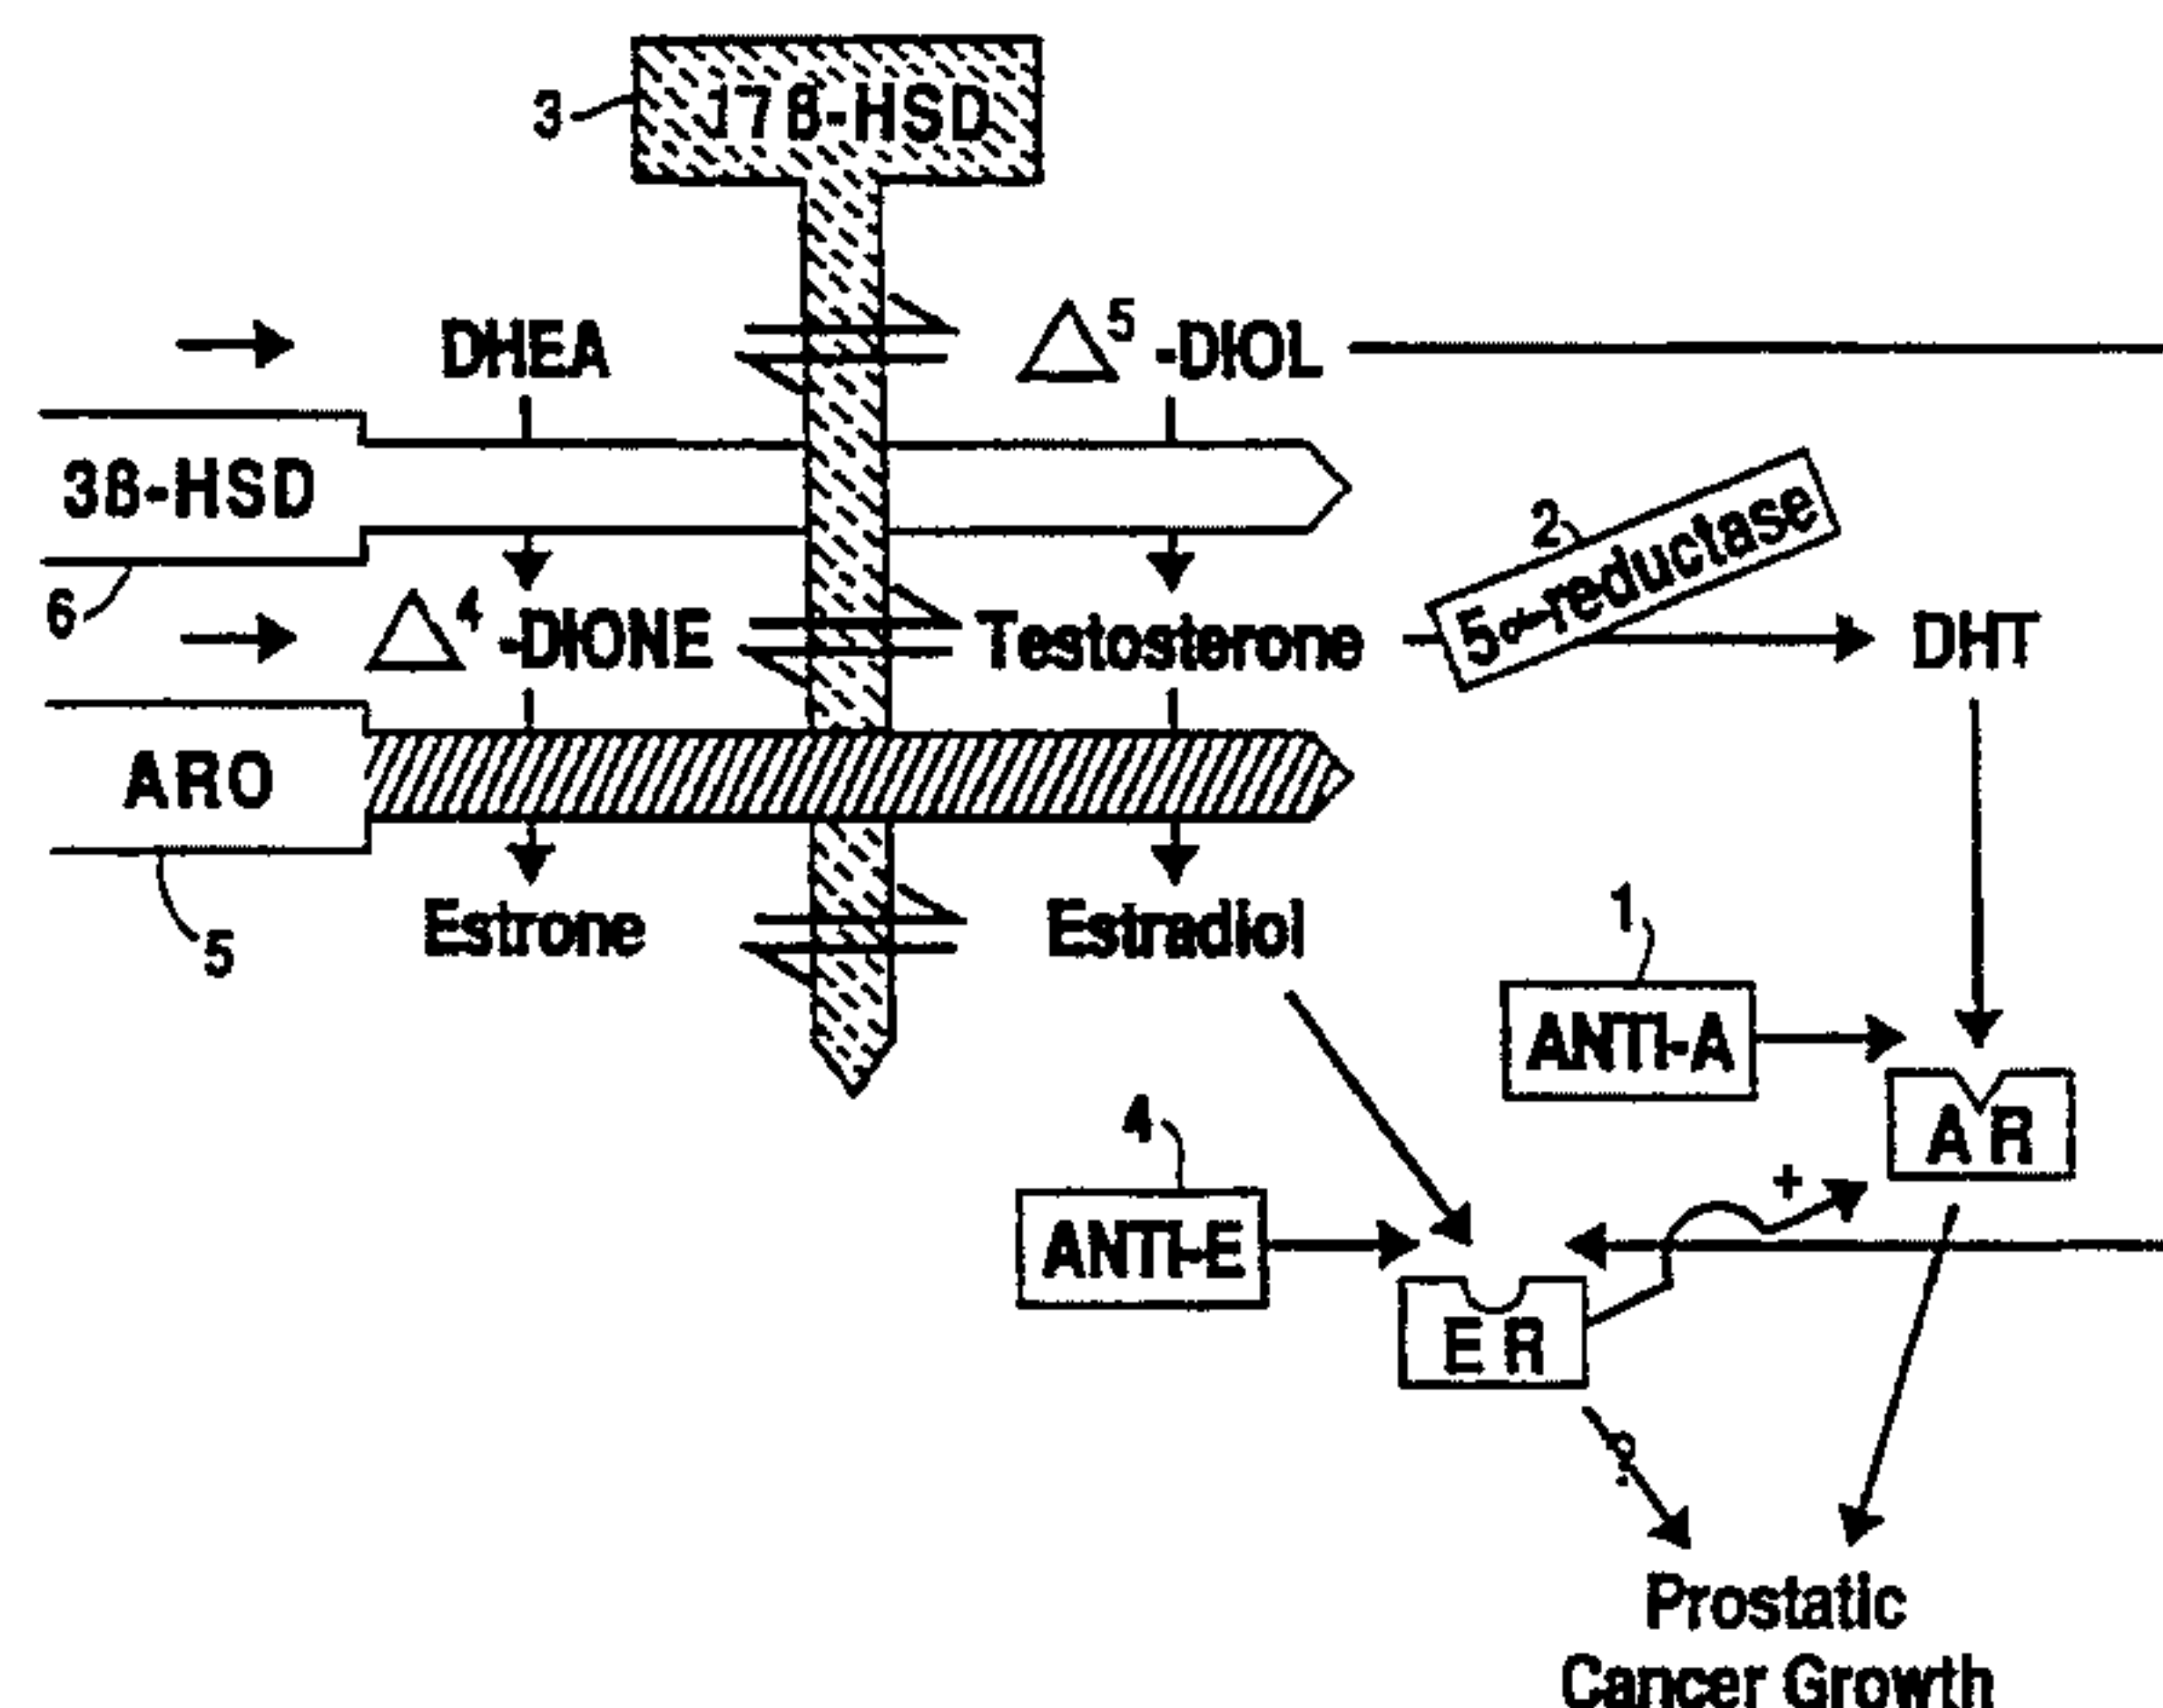 3
17β-HSD
DHEA
Δ5-DIOL
3β-HSD
6
2
5α-reductase
Δ4-DIONE
Testosterone
DHT
ARO
5
Estrone
Estradiol
1
ANTI-A
AR
4
ANTI-E
+
ER
?
Prostatic
Cancer Growth